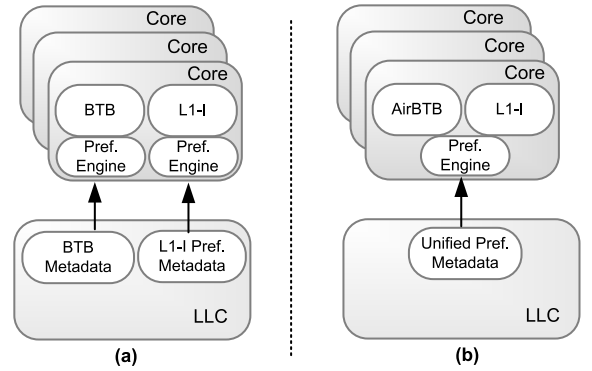 Core
Core
Core
BTB
L1-I
Pref.
Engine
Pref.
Engine
BTB
Metadata
L1-I Pref.
Metadata
LLC
(a)
Core
Core
Core
AirBTB
L1-I
Pref.
Engine
Unified Pref.
Metadata
LLC
(b)